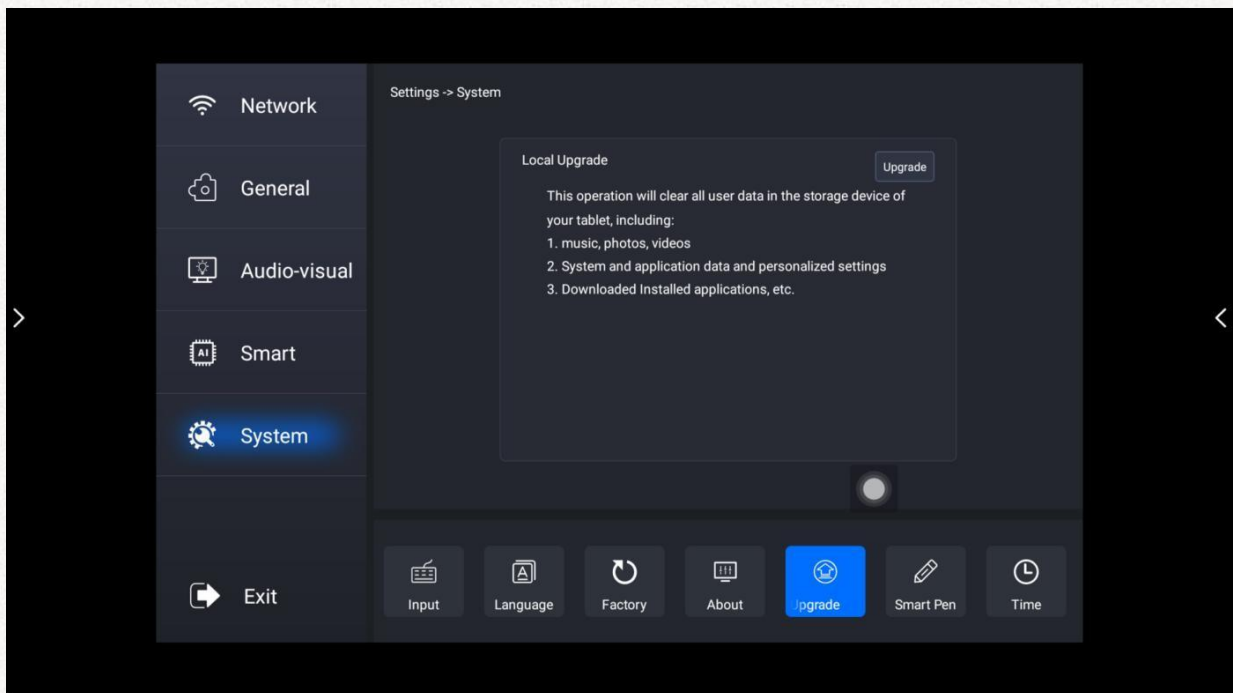 Network
General
Audio-visual
Smart
System
Exit
Settings -> System
Local Upgrade
Upgrade
This operation will clear all user data in the storage device of
your tablet, including:
1. music, photos, videos
2. System and application data and personalized settings
3. Downloaded Installed applications, etc.
Input
Language
Factory
About
Upgrade
Smart Pen
Time